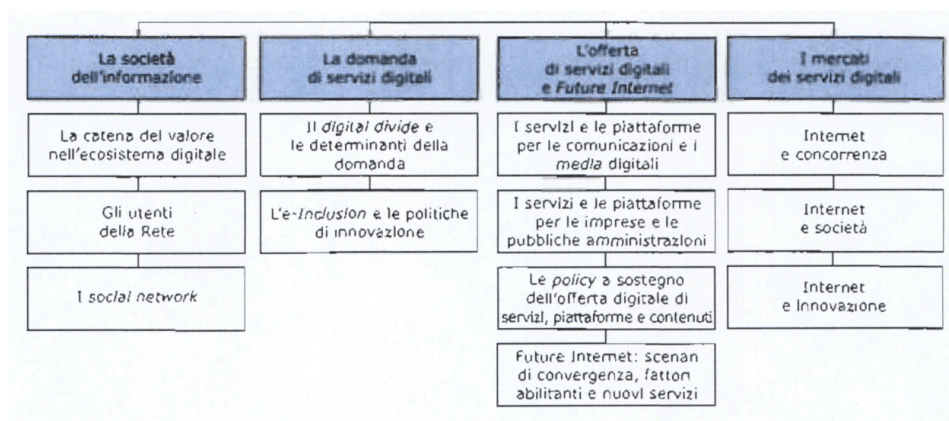 La società
dell'informazione
La catena del valore
nell'ecosistema digitale
Gli utenti
della Rete
I social network
La domanda
di servizi digitali
Il digital divide e
le determinanti della
domanda
L'e-Inclusion e le politiche
di innovazione
L'offerta
di servizi digitali
e Future Internet
I servizi e le piattaforme
per le comunicazioni e i
media digitali
I servizi e le piattaforme
per le imprese e le
pubbliche amministrazioni
Le policy a sostegno
dell'offerta digitale di
servizi, piattaforme e contenuti
Future Internet: scenari
di convergenza, fattori
abilitanti e nuovi servizi
I mercati
dei servizi digitali
Internet
e concorrenza
Internet
e società
Internet
e Innovazione